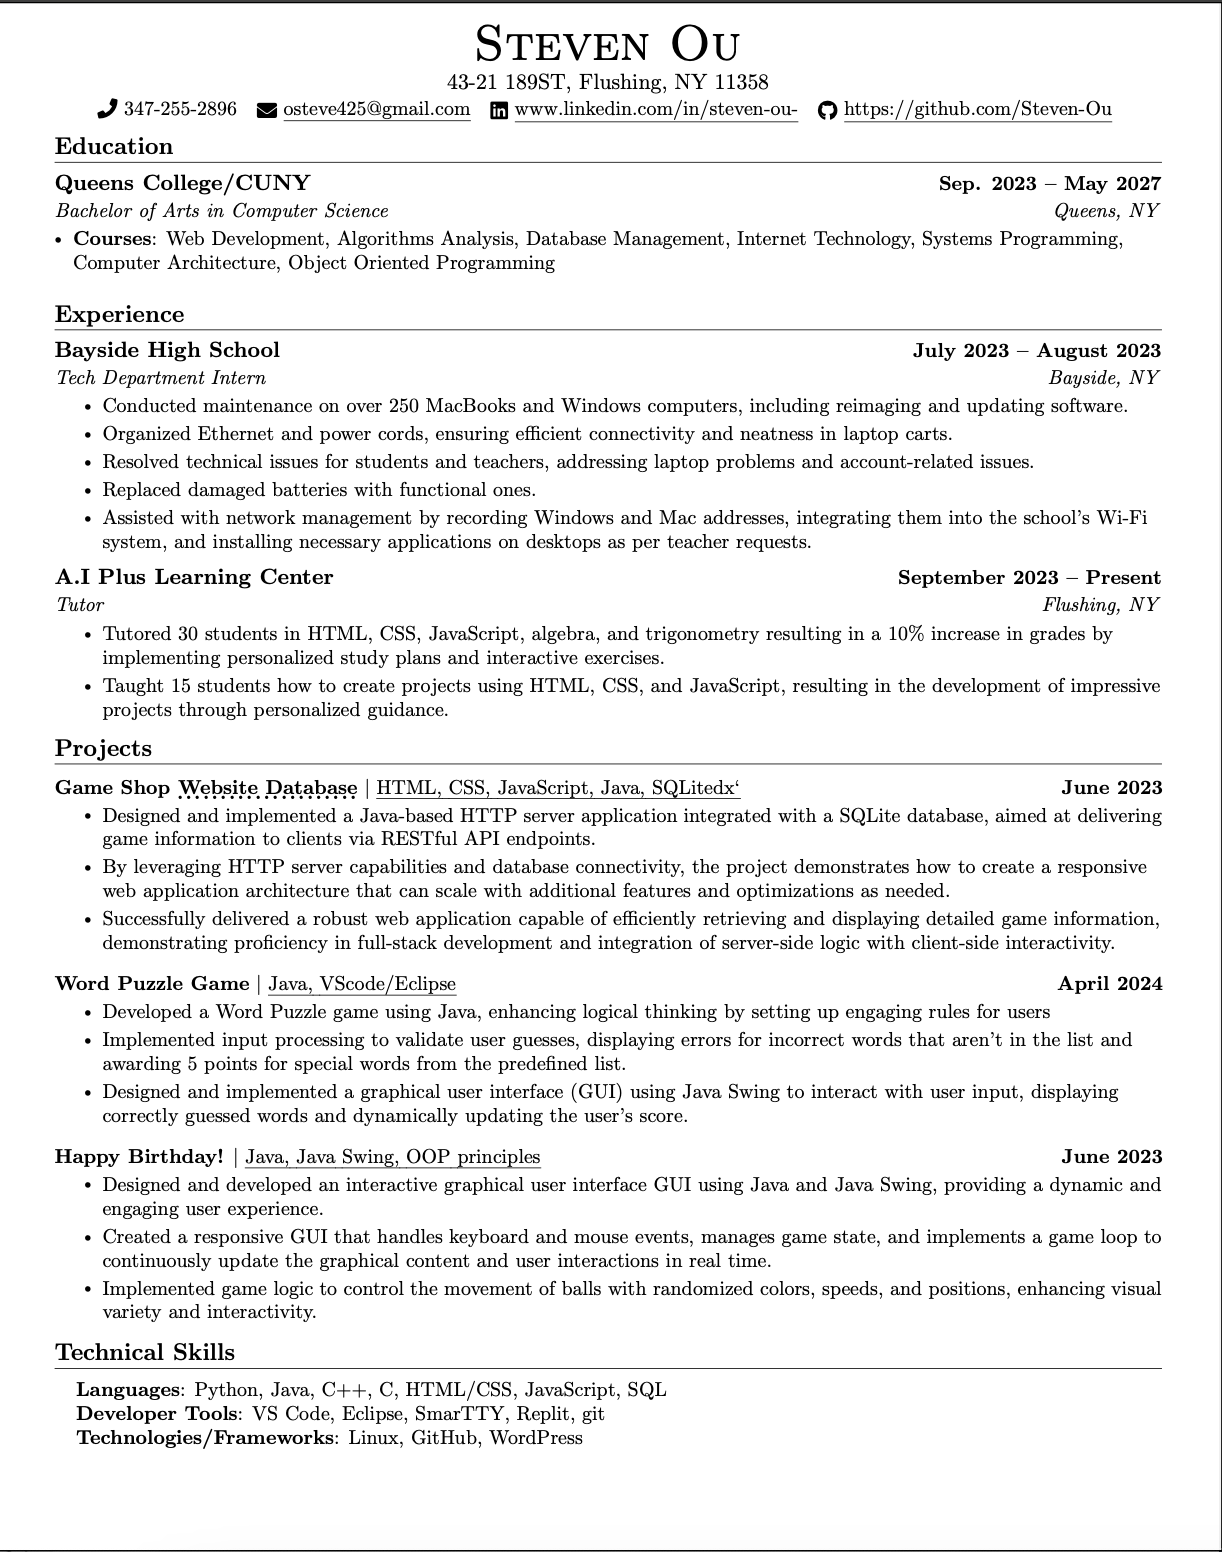 Steven Ou
43-21 189ST, Flushing, NY 11358
347-255-2896 osteve425@gmail.com www.linkedin.com/in/steven-ou- https://github.com/Steven-Ou
Education
Queens College/CUNY Sep. 2023 – May 2027
Bachelor of Arts in Computer Science Queens, NY
• Courses: Web Development, Algorithms Analysis, Database Management, Internet Technology, Systems Programming,
Computer Architecture, Object Oriented Programming
Experience
Bayside High School July 2023 – August 2023
Tech Department Intern Bayside, NY
• Conducted maintenance on over 250 MacBooks and Windows computers, including reimaging and updating software.
• Organized Ethernet and power cords, ensuring efficient connectivity and neatness in laptop carts.
• Resolved technical issues for students and teachers, addressing laptop problems and account-related issues.
• Replaced damaged batteries with functional ones.
• Assisted with network management by recording Windows and Mac addresses, integrating them into the school's Wi-Fi
system, and installing necessary applications on desktops as per teacher requests.
A.I Plus Learning Center September 2023 – Present
Tutor Flushing, NY
• Tutored 30 students in HTML, CSS, JavaScript, algebra, and trigonometry resulting in a 10% increase in grades by
implementing personalized study plans and interactive exercises.
• Taught 15 students how to create projects using HTML, CSS, and JavaScript, resulting in the development of impressive
projects through personalized guidance.
Projects
Game Shop Website Database | HTML, CSS, JavaScript, Java, SQLitedx‘ June 2023
• Designed and implemented a Java-based HTTP server application integrated with a SQLite database, aimed at delivering
game information to clients via RESTful API endpoints.
• By leveraging HTTP server capabilities and database connectivity, the project demonstrates how to create a responsive
web application architecture that can scale with additional features and optimizations as needed.
• Successfully delivered a robust web application capable of efficiently retrieving and displaying detailed game information,
demonstrating proficiency in full-stack development and integration of server-side logic with client-side interactivity.
Word Puzzle Game | Java, VScode/Eclipse April 2024
• Developed a Word Puzzle game using Java, enhancing logical thinking by setting up engaging rules for users
• Implemented input processing to validate user guesses, displaying errors for incorrect words that aren't in the list and
awarding 5 points for special words from the predefined list.
• Designed and implemented a graphical user interface (GUI) using Java Swing to interact with user input, displaying
correctly guessed words and dynamically updating the user's score.
Happy Birthday! | Java, Java Swing, OOP principles June 2023
• Designed and developed an interactive graphical user interface GUI using Java and Java Swing, providing a dynamic and
engaging user experience.
• Created a responsive GUI that handles keyboard and mouse events, manages game state, and implements a game loop to
continuously update the graphical content and user interactions in real time.
• Implemented game logic to control the movement of balls with randomized colors, speeds, and positions, enhancing visual
variety and interactivity.
Technical Skills
Languages: Python, Java, C++, C, HTML/CSS, JavaScript, SQL
Developer Tools: VS Code, Eclipse, SmarTTY, Replit, git
Technologies/Frameworks: Linux, GitHub, WordPress